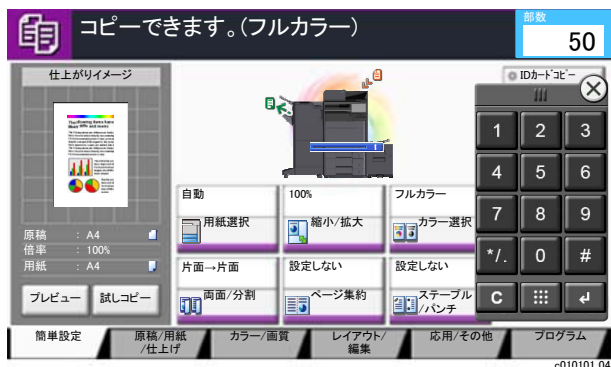 コピーできます。(フルカラー)
部数
50
仕上がりイメージ
原稿 : A4
倍率 : 100%
用紙 : A4
プレビュー
試しコピー
IDカードコピー
1
自動
用紙選択
100%
縮小/拡大
フルカラー
カラー選択
片面→片面
両面/分割
設定しない
ページ集約
設定しない
ステープル
/パンチ
1 2 3
4 5 6
7 8 9
*/. 0 #
C
簡単設定
原稿/用紙
/仕上げ
カラー/画質
レイアウト/
編集
応用/その他
プログラム
c010101_04